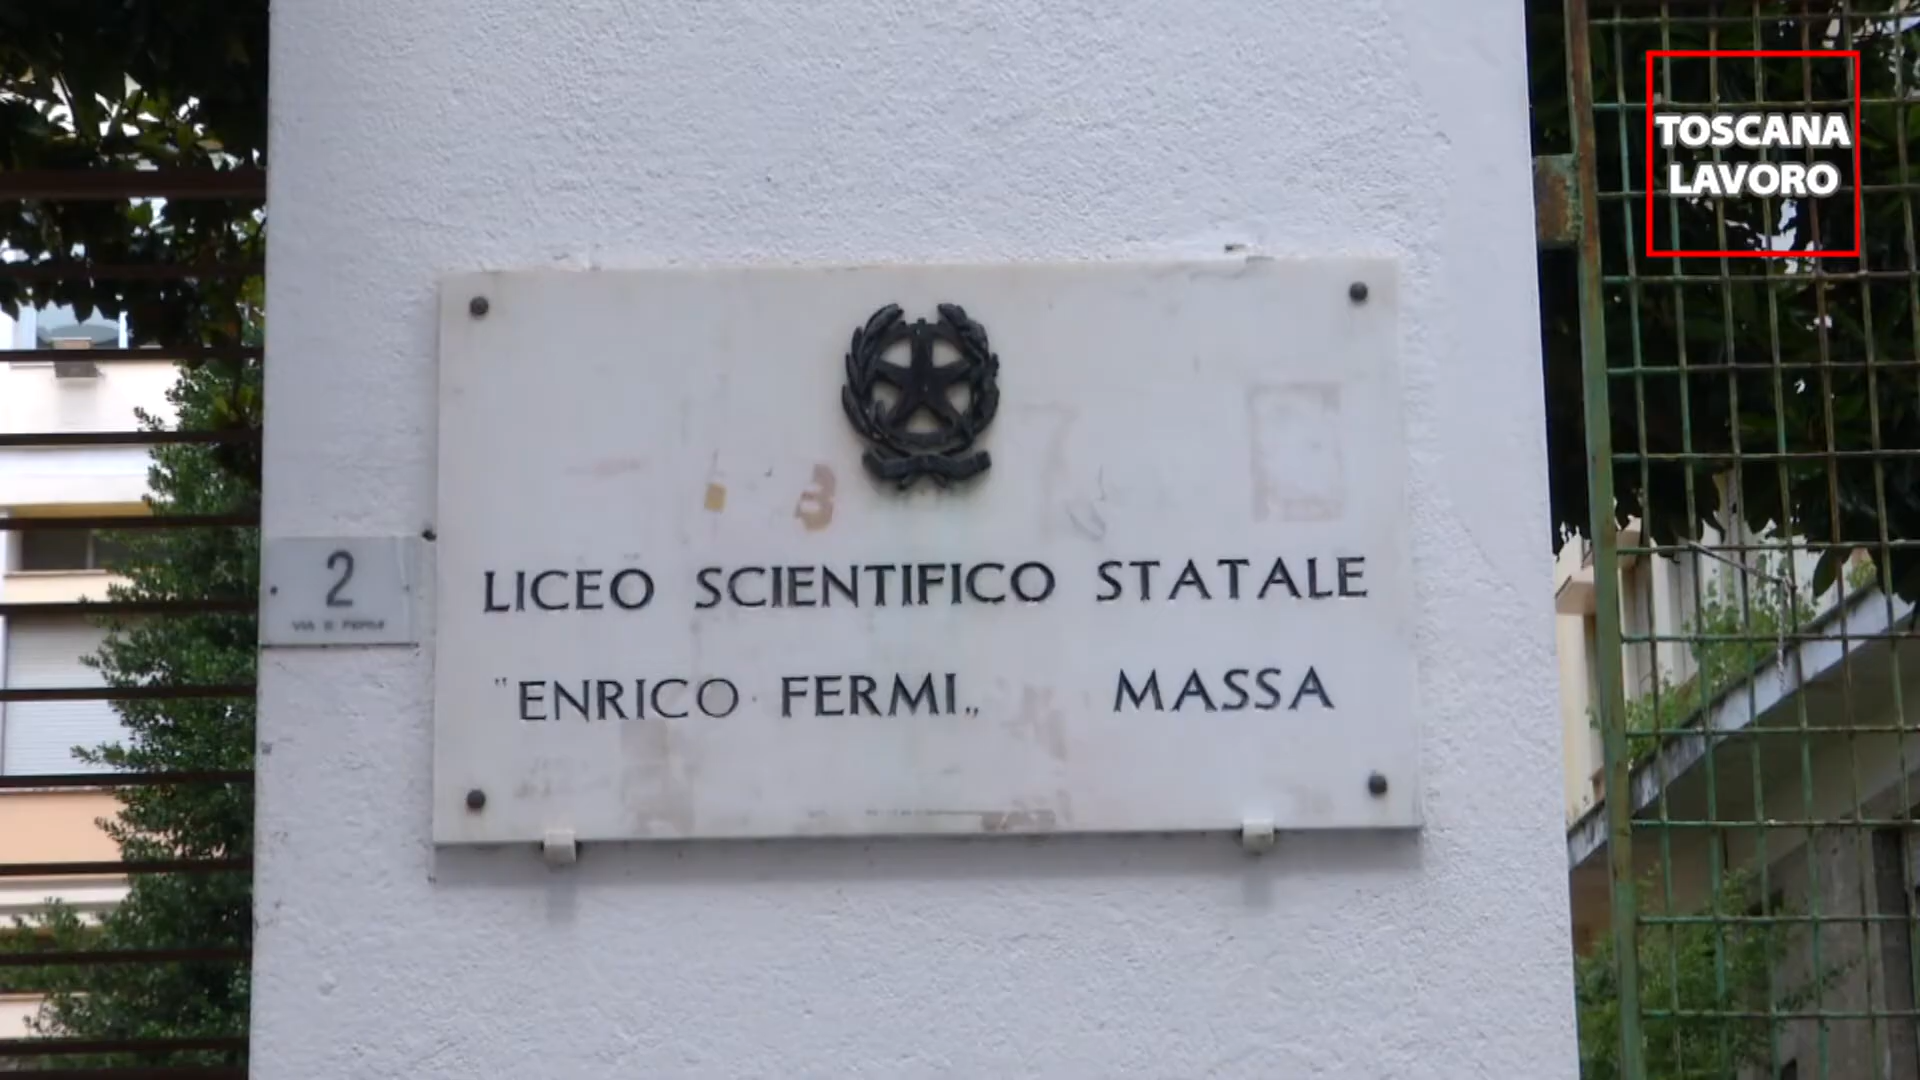 TOSCANA
LAVORO
LICEO SCIENTIFICO STATALE
"ENRICO FERMI„ MASSA
2